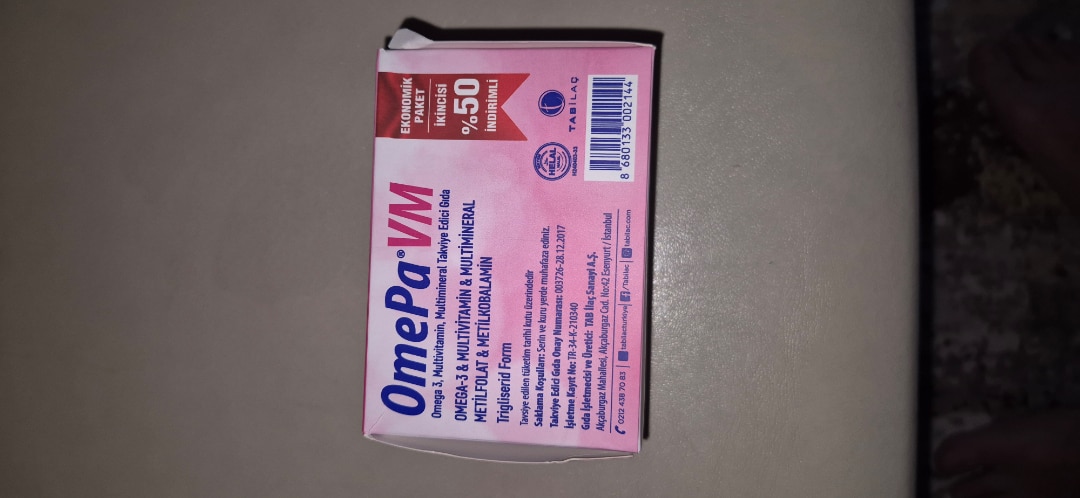 OmePa® VM
Omega 3, Multivitamin, Multimineral Takviye Edici Gıda
OMEGA-3 & MULTİVİTAMİN & MULTİMİNERAL
METİLFOLAT & METİLKOBALAMİN
Trigliserid Form
Tavsiye edilen tüketim tarihi kutu üzerindedir
Saklama Koşulları: Serin ve kuru yerde muhafaza ediniz.
Takviye Edici Gıda Onay Numarası: 003726-28.12.2017
İşletme Kayıt No: TR-34-K-210340
Gıda İşletmecisi ve Üretici: TAB İlaç Sanayi A.Ş.
Akçaburgaz Mahallesi, Akçaburgaz Cad. No:42 Esenyurt / İstanbul
0212 438 70 83 | tabilacturkiye | /Tabilac | tabilac.com
EKONOMİK
PAKET
İKİNCİSİ
%50
İNDİRİMLİ
HELAL
TABİLAÇ
8 680133 002144